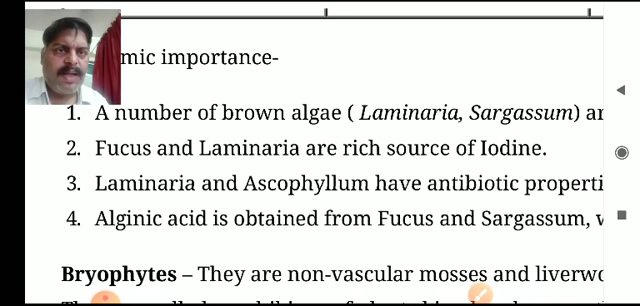 mic importance-
1. A number of brown algae ( Laminaria, Sargassum) ar
2. Fucus and Laminaria are rich source of Iodine.
3. Laminaria and Ascophyllum have antibiotic properti
4. Alginic acid is obtained from Fucus and Sargassum, w
Bryophytes – They are non-vascular mosses and liverwo